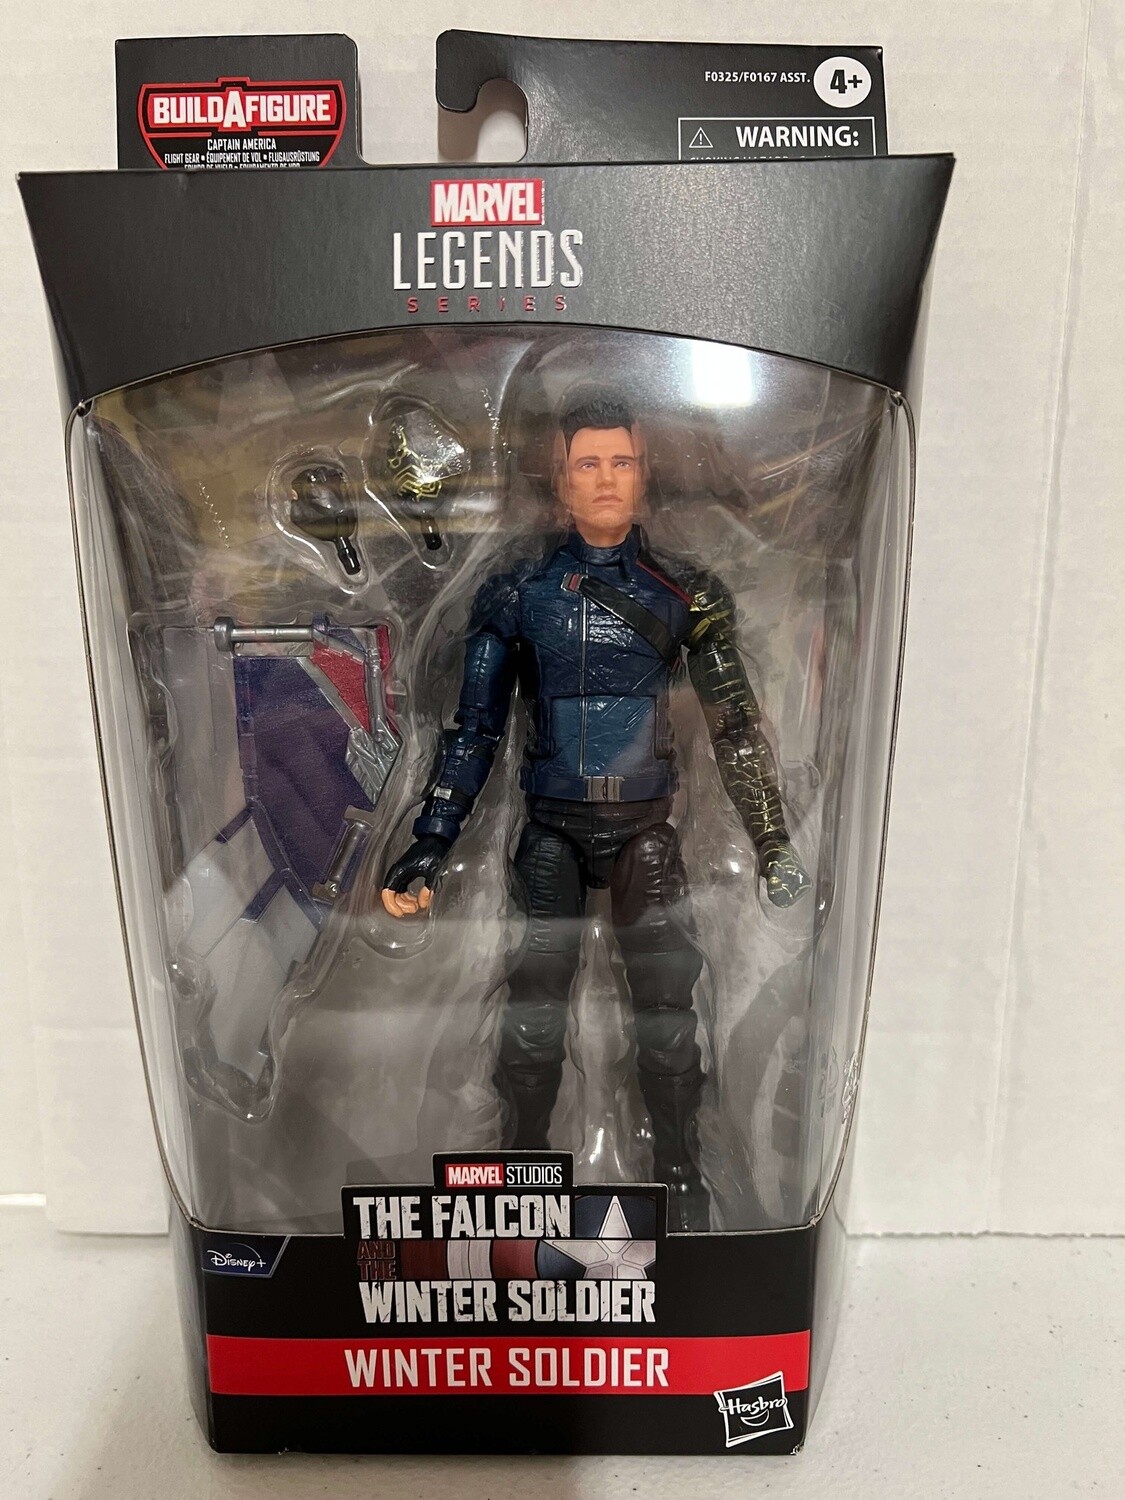 BUILDAFIGURE
CAPTAIN AMERICA
FLIGHT GEAR • ÉQUIPEMENT DE VOL • FLUGAUSRÜSTUNG
F0325/F0167 ASST.
4+
WARNING:
MARVEL
LEGENDS
SERIES
MARVEL STUDIOS
THE FALCON
AND
THE
WINTER SOLDIER
Disney+
WINTER SOLDIER
Hasbro